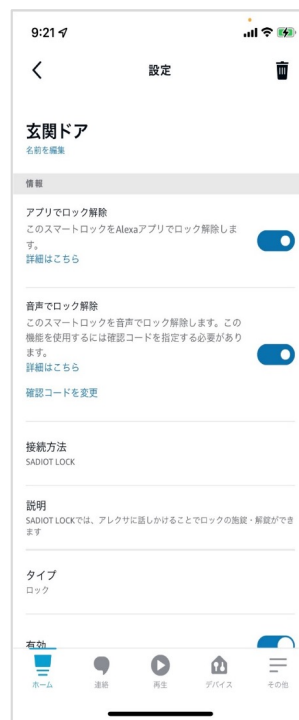 9:21
設定
玄関ドア
名前を編集
情報
アプリでロック解除
このスマートロックをAlexaアプリでロック解除しま
す。
詳細はこちら
音声でロック解除
このスマートロックを音声でロック解除します。この
機能を使用するには確認コードを指定する必要があり
ます。
詳細はこちら
確認コードを変更
接続方法
SADIOT LOCK
説明
SADIOT LOCKでは、アレクサに話しかけることでロックの施錠・解錠ができ
ます
タイプ
ロック
有効
ホーム
連絡
再生
デバイス
その他